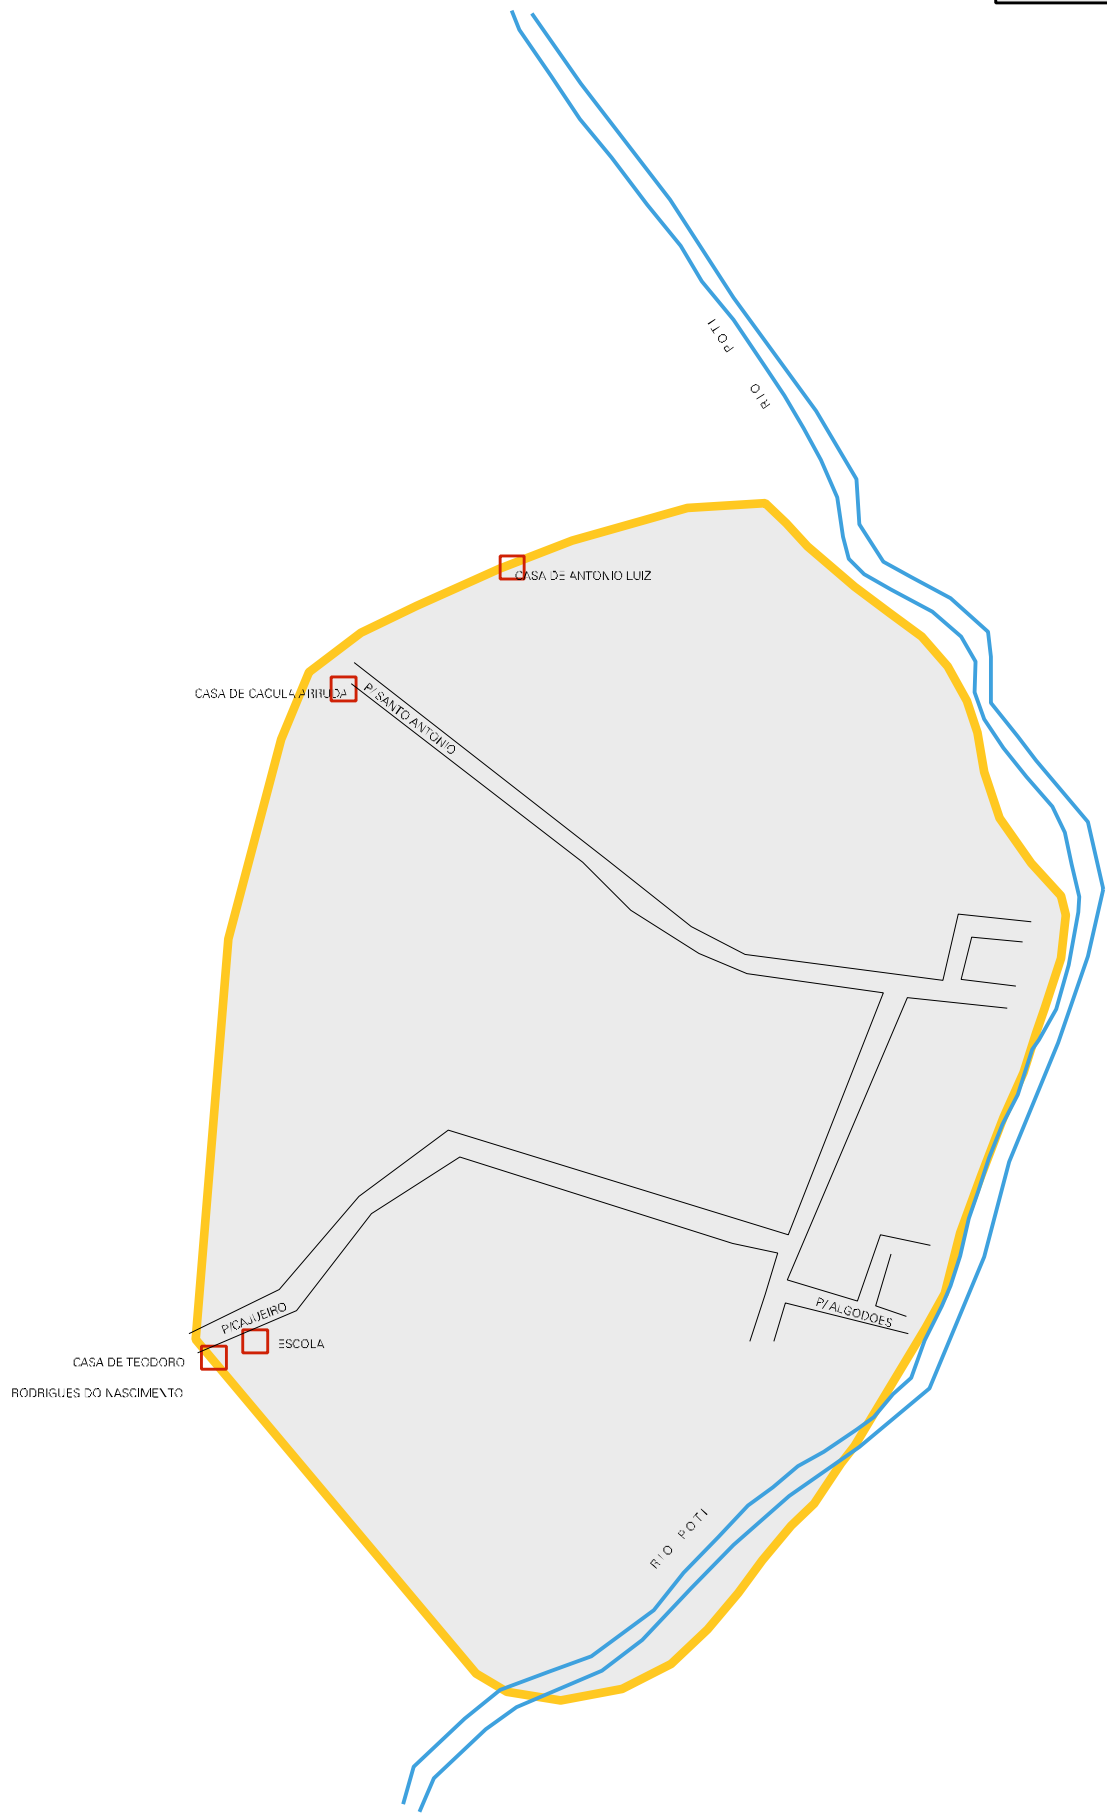 RIO POTI
CASA DE ANTONIO LUIZ
CASA DE CACULA ARRUDA
P/ SANTO ANTONIO
P/ ALGODOES
P/CAJUEIRO
ESCOLA
CASA DE TEODORO
RODRIGUES DO NASCIMENTO
RIO POTI